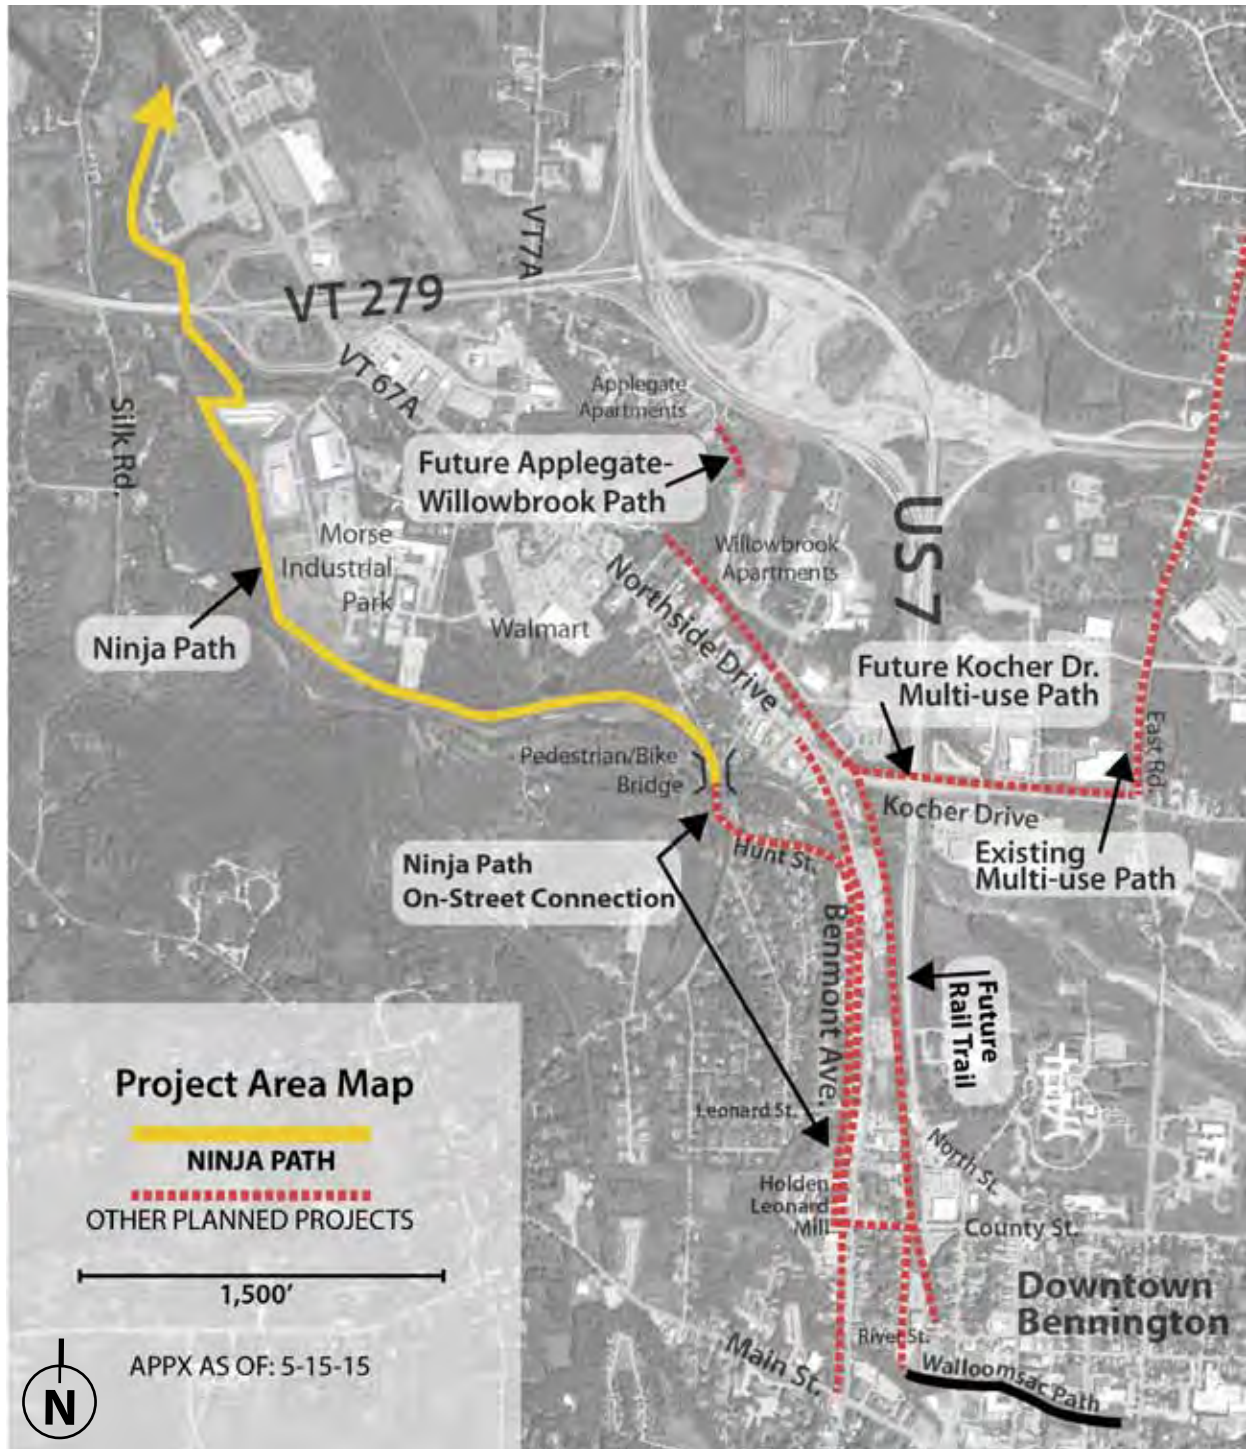 VT7A
VT 279
VT 67A
Silk Rd.
Applegate
Apartments
Future Applegate-
Willowbrook Path
US 7
Morse
Industrial
Park
Willowbrook
Apartments
Northside Drive
Walmart
Ninja Path
Future Kocher Dr.
Multi-use Path
East Rd.
Pedestrian/Bike
Bridge
Kocher Drive
Existing
Multi-use Path
Hunt St.
Ninja Path
On-Street Connection
Benmont Ave.
Future
Rail Trail
Leonard St.
North St.
Holden
Leonard
Mill
County St.
Downtown
Bennington
River St.
Main St.
Walloomsac Path
Project Area Map
NINJA PATH
OTHER PLANNED PROJECTS
1,500'
APPX AS OF: 5-15-15
N